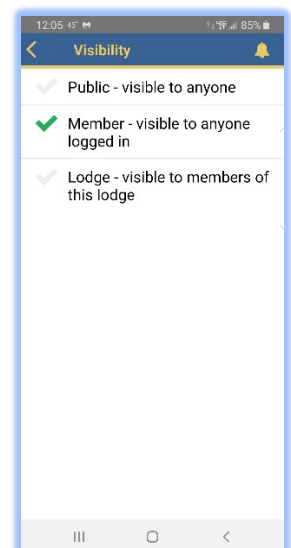 12:05 45° 85%
Visibility
Public - visible to anyone
Member - visible to anyone
logged in
Lodge - visible to members of
this lodge